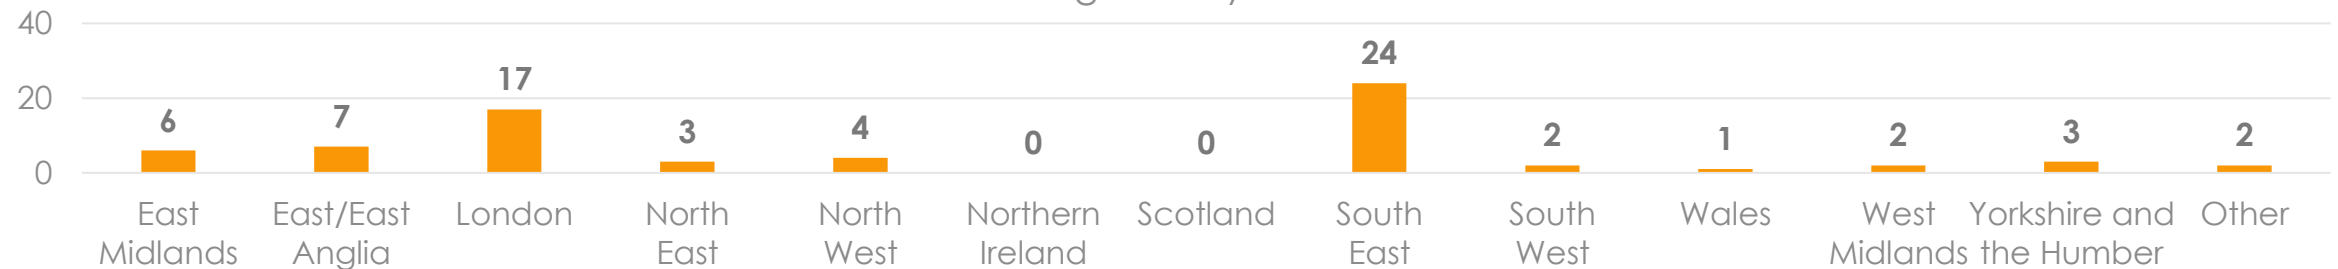 40
20
0
6
7
17
3
4
0
0
24
2
1
2
3
2
East Midlands
East/East Anglia
London
North East
North West
Northern Ireland
Scotland
South East
South West
Wales
West Midlands
Yorkshire and the Humber
Other